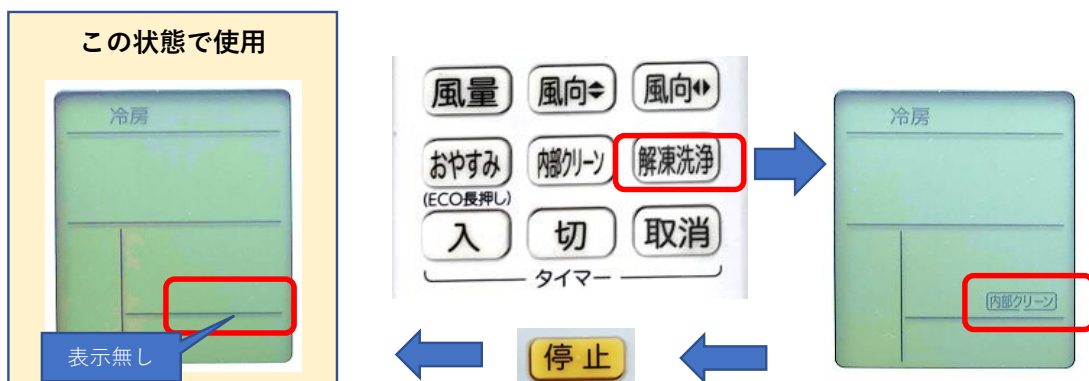 この状態で使用
冷房
表示無し
風量 風向 風向
おやすみ 内部クリーン 解凍洗浄
(ECO長押し)
入 切 取消
タイマー
停止
冷房
内部クリーン